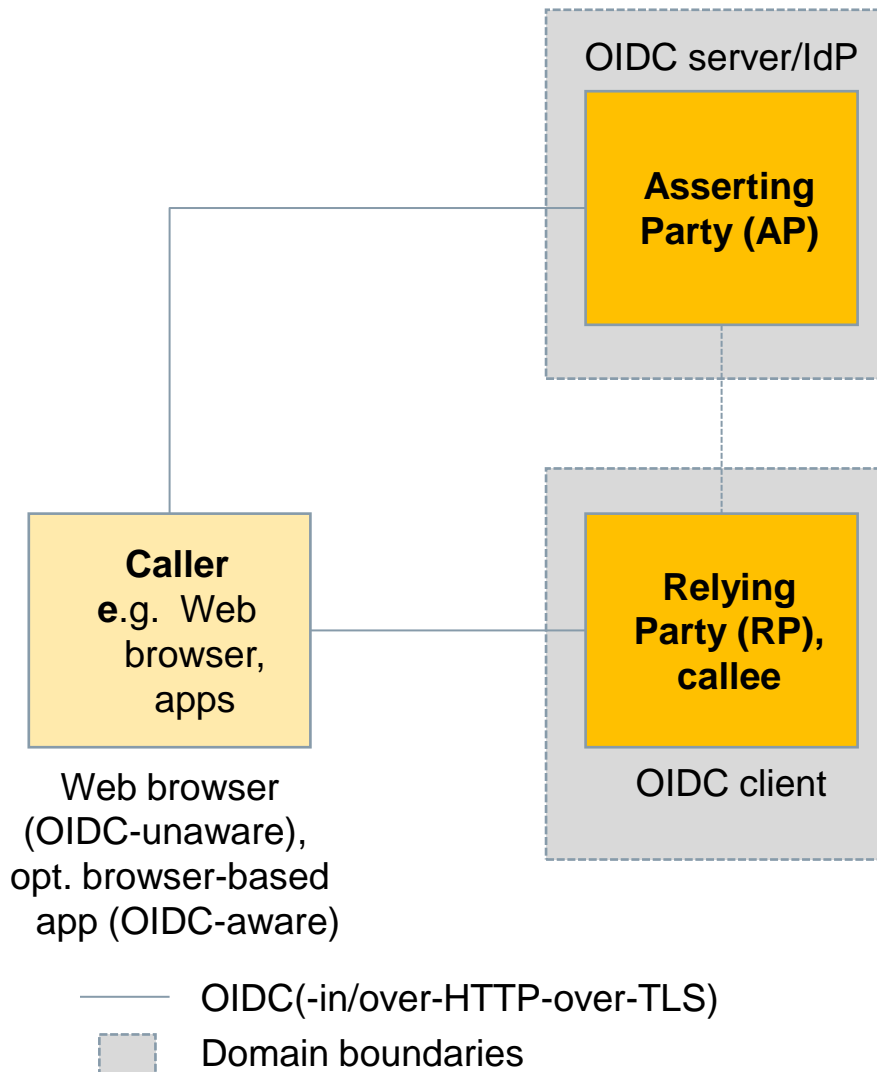 OIDC server/IdP
Asserting
Party (AP)
Caller
e.g. Web
browser,
apps
Relying
Party (RP),
callee
OIDC client
Web browser
(OIDC-unaware),
opt. browser-based
app (OIDC-aware)
OIDC(-in/over-HTTP-over-TLS)
Domain boundaries